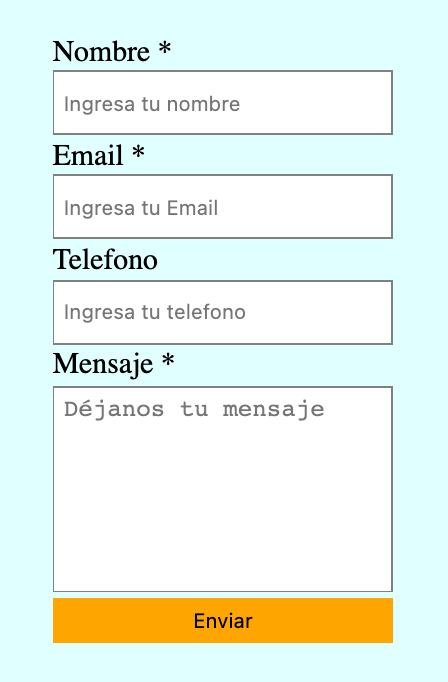 Nombre *
Ingresa tu nombre
Email *
Ingresa tu Email
Telefono
Ingresa tu telefono
Mensaje *
Déjanos tu mensaje
Enviar